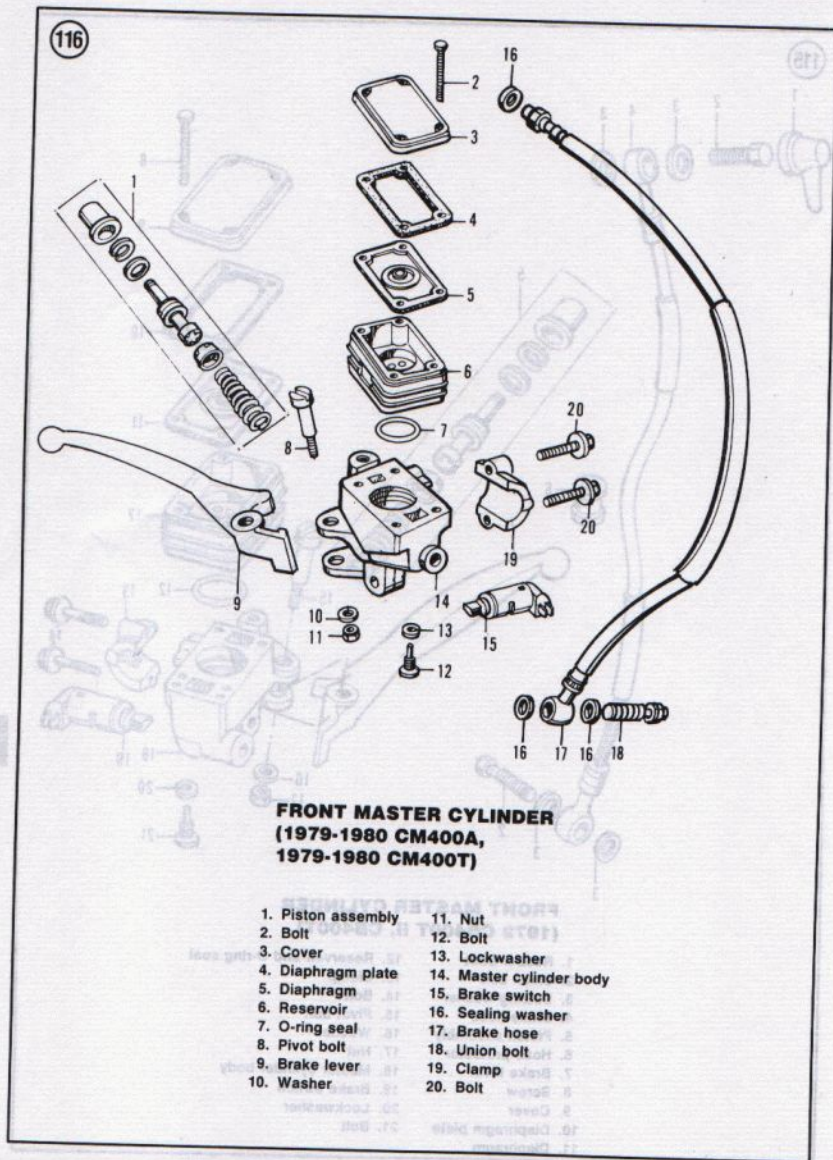 116
1
2
3
4
5
6
7
8
9
10
11
12
13
14
15
16
17
16
18
16
19
20
20
FRONT MASTER CYLINDER
(1979-1980 CM400A,
1979-1980 CM400T)
1. Piston assembly
2. Bolt
3. Cover
4. Diaphragm plate
5. Diaphragm
6. Reservoir
7. O-ring seal
8. Pivot bolt
9. Brake lever
10. Washer
11. Nut
12. Bolt
13. Lockwasher
14. Master cylinder body
15. Brake switch
16. Sealing washer
17. Brake hose
18. Union bolt
19. Clamp
20. Bolt